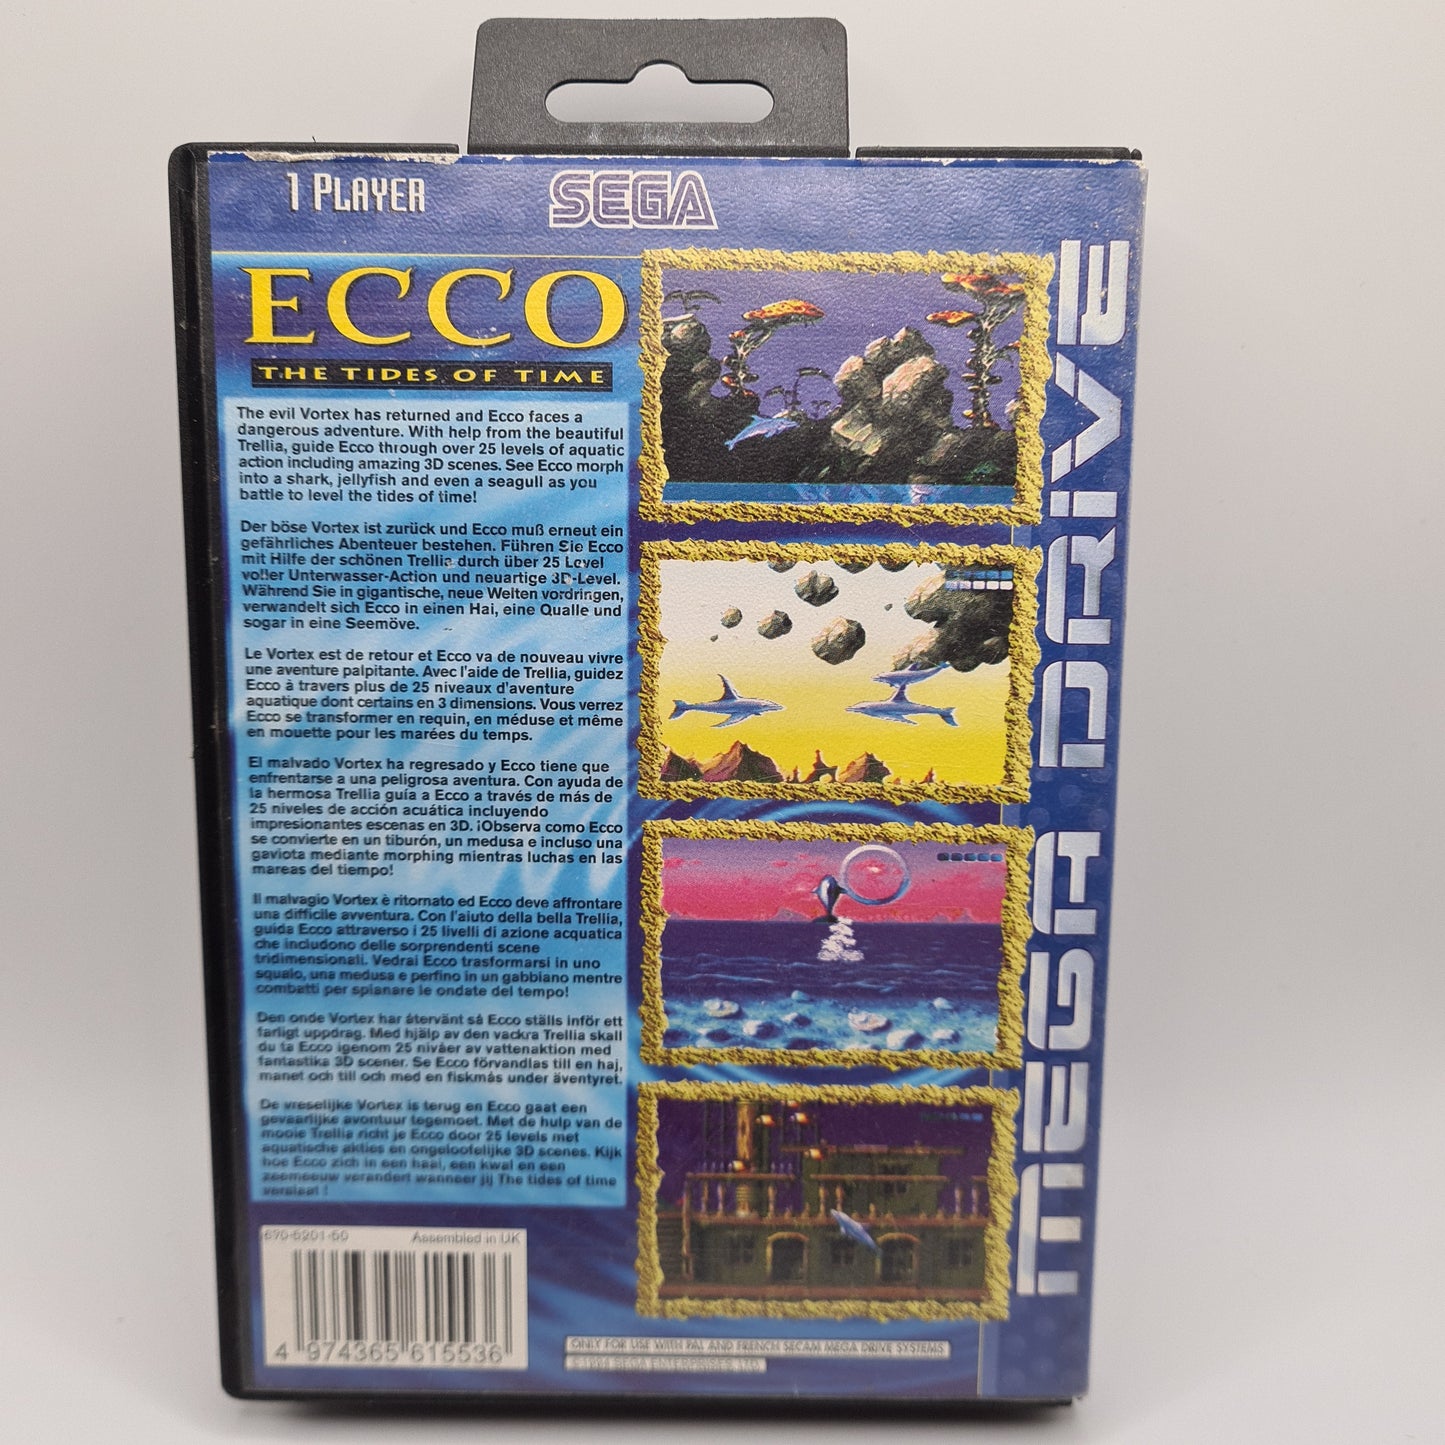 1 PLAYER
SEGA
ECCO
THE TIDES OF TIME
The evil Vortex has returned and Ecco faces a
dangerous adventure. With help from the beautiful
Trellia, guide Ecco through over 25 levels of aquatic
action including amazing 3D scenes. See Ecco morph
into a shark, jellyfish and even a seagull as you
battle to level the tides of time!
Der böse Vortex ist zurück und Ecco muß erneut ein
gefährliches Abenteuer bestehen. Führen Sie Ecco
mit Hilfe der schönen Trellia durch über 25 Level
voller Unterwasser-Action und neuartige 3D-Level.
Während Sie in gigantische, neue Welten vordringen,
verwandelt sich Ecco in einen Hai, eine Qualle und
sogar in eine Seemöve.
Le Vortex est de retour et Ecco va de nouveau vivre
une aventure palpitante. Avec l'aide de Trellia, guidez
Ecco à travers plus de 25 niveaux d'aventure
aquatique dont certains en 3 dimensions. Vous verrez
Ecco se transformer en requin, en méduse et même
en mouette pour les marées du temps.
El malvado Vortex ha regresado y Ecco tiene que
enfrentarse a una peligrosa aventura. Con ayuda de
la hermosa Trellia guía a Ecco a través de más de
25 niveles de acción acuática incluyendo
impresionantes escenas en 3D. ¡Observa como Ecco
se convierte en un tiburón, un medusa e incluso una
gaviota mediante morphing mientras luchas en las
mareas del tiempo!
Il malvagio Vortex è ritornato ed Ecco deve affrontare
una difficile avventura. Con l'aiuto della bella Trellia,
guida Ecco attraverso i 25 livelli di azione acquatica
che includono delle sorprendenti scene
tridimensionali. Vedrai Ecco trasformarsi in uno
squalo, una medusa e perfino in un gabbiano mentre
combatti per spianare le ondate del tempo!
Den onde Vortex har återvänt så Ecco ställs inför ett
farligt uppdrag. Med hjälp av den vackra Trellia skall
du ta Ecco igenom 25 nivåer av vattenaktion med
fantastika 3D scener. Se Ecco förvandlas till en haj,
manet och till och med en fiskmås under äventyret.
De vreselijke Vortex is terug en Ecco gaat een
gevaarlijke avontuur tegemoet. Met de hulp van de
mooie Trellia richt je Ecco door 25 levels met
aquatische akties en ongeloofelijke 3D scenes. Kijk
hoe Ecco zich in een haai, een kwal en een
zeemeeuw verandert wanneer jij The tides of time
verslaat !
670-5201-50 Assembled in UK
4 974365 615536
ONLY FOR USE WITH PAL AND FRENCH SECAM MEGA DRIVE SYSTEMS
©1994 SEGA ENTERPRISES LTD.
MEGA DRIVE